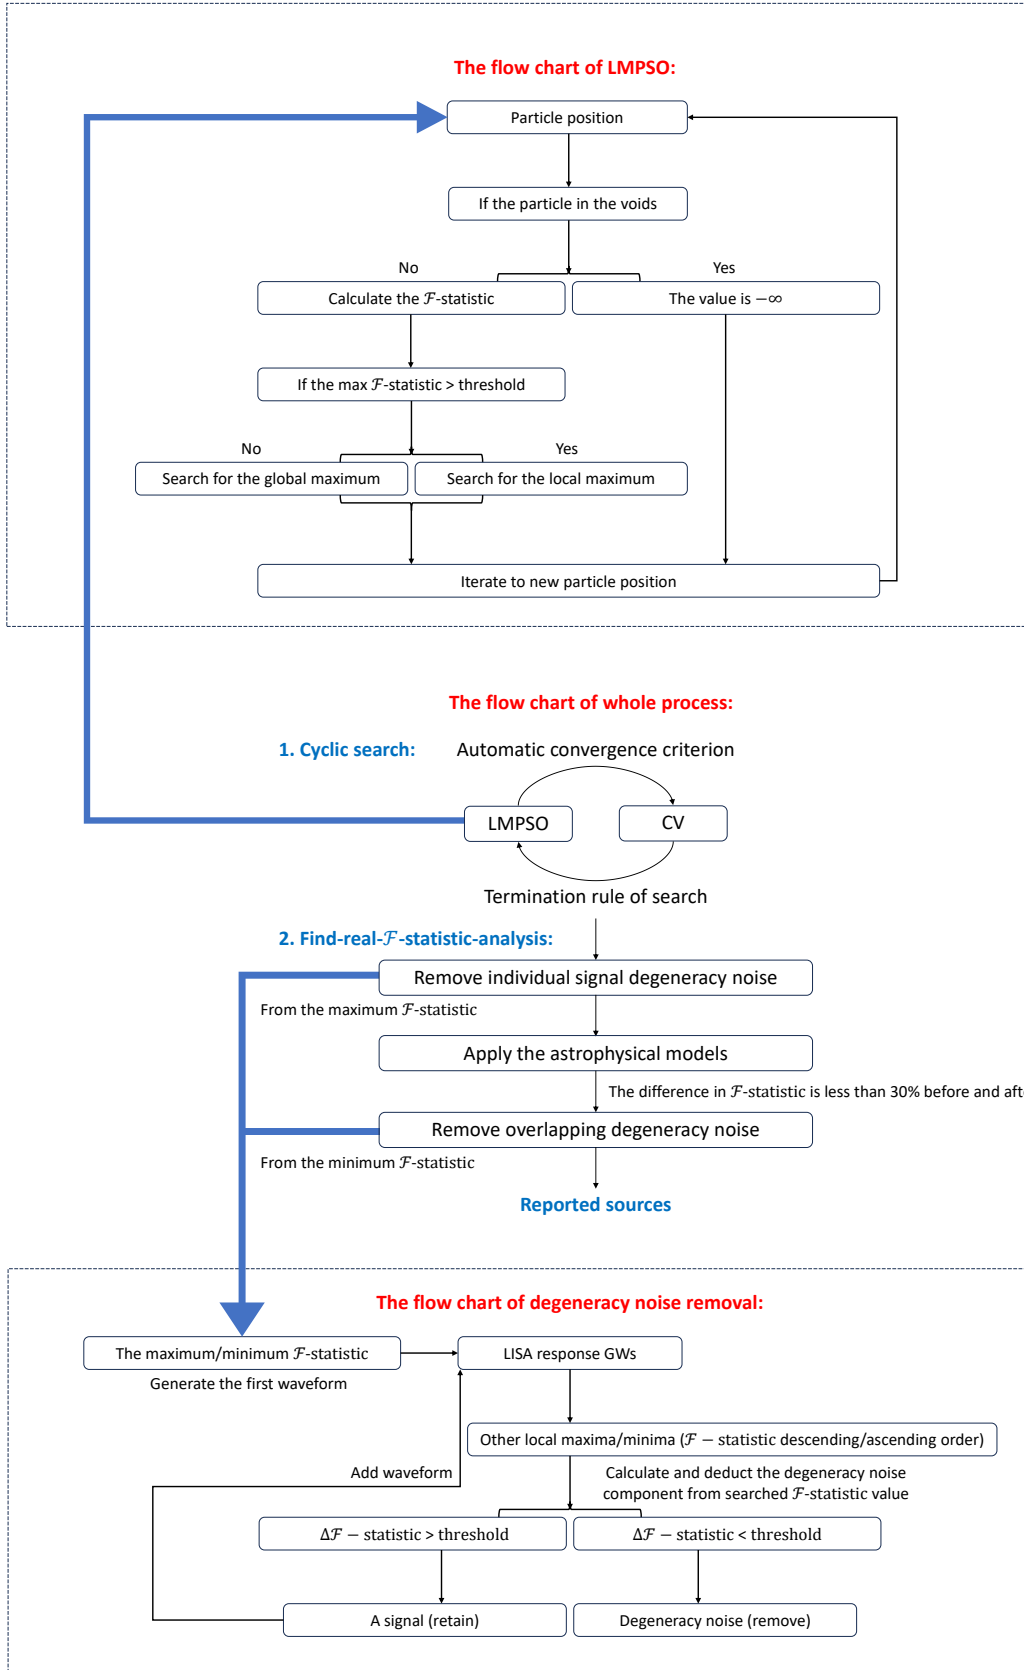 The flow chart of LMPSO:
Particle position
If the particle in the voids
No
Yes
Calculate the ℱ-statistic
The value is −∞
If the max ℱ-statistic > threshold
No
Yes
Search for the global maximum
Search for the local maximum
Iterate to new particle position
The flow chart of whole process:
1. Cyclic search:
Automatic convergence criterion
LMPSO
CV
Termination rule of search
2. Find-real-ℱ-statistic-analysis:
Remove individual signal degeneracy noise
From the maximum ℱ-statistic
Apply the astrophysical models
The difference in ℱ-statistic is less than 30% before and afte
Remove overlapping degeneracy noise
From the minimum ℱ-statistic
Reported sources
The flow chart of degeneracy noise removal:
The maximum/minimum ℱ-statistic
LISA response GWs
Generate the first waveform
Other local maxima/minima (ℱ − statistic descending/ascending order)
Add waveform
Calculate and deduct the degeneracy noise
component from searched ℱ-statistic value
Δℱ − statistic > threshold
Δℱ − statistic < threshold
A signal (retain)
Degeneracy noise (remove)